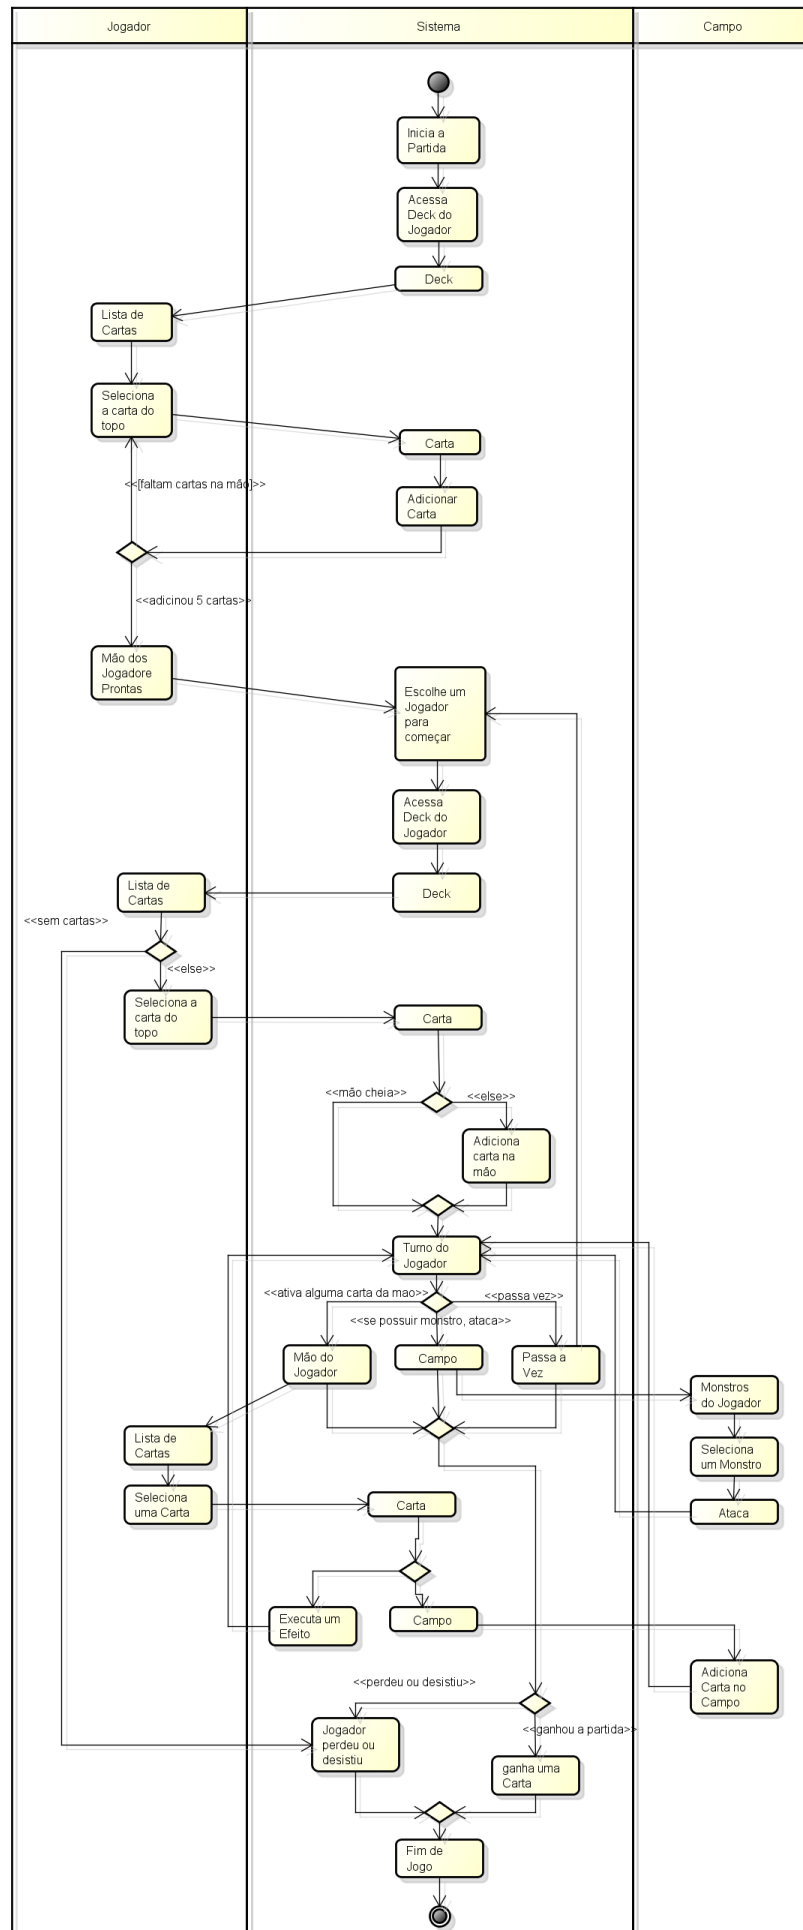 Jogador
Sistema
Campo
Inicia a
Partida
Acessa
Deck do
Jogador
Deck
Lista de
Cartas
Seleciona
a carta do
topo
Carta
<<[faltam cartas na mão]>>
Adicionar
Carta
<<adicinou 5 cartas>>
Mão dos
Jogadore
Prontas
Escolhe um
Jogador
para
começar
Acessa
Deck do
Jogador
Lista de
Cartas
Deck
<<sem cartas>>
<<else>>
Seleciona a
carta do
topo
Carta
<<mão cheia>>
<<else>>
Adiciona
carta na
mão
Turno do
Jogador
<<ativa alguma carta da mao>>
<<passa vez>>
<<se possuir monstro, ataca>>
Mão do
Jogador
Campo
Passa a
Vez
Monstros
do Jogador
Lista de
Cartas
Seleciona
um Monstro
Seleciona
uma Carta
Carta
Ataca
Executa um
Efeito
Campo
Adiciona
Carta no
Campo
<<perdeu ou desistiu>>
Jogador
perdeu ou
desistiu
<<ganhou a partida>>
ganha uma
Carta
Fim de
Jogo